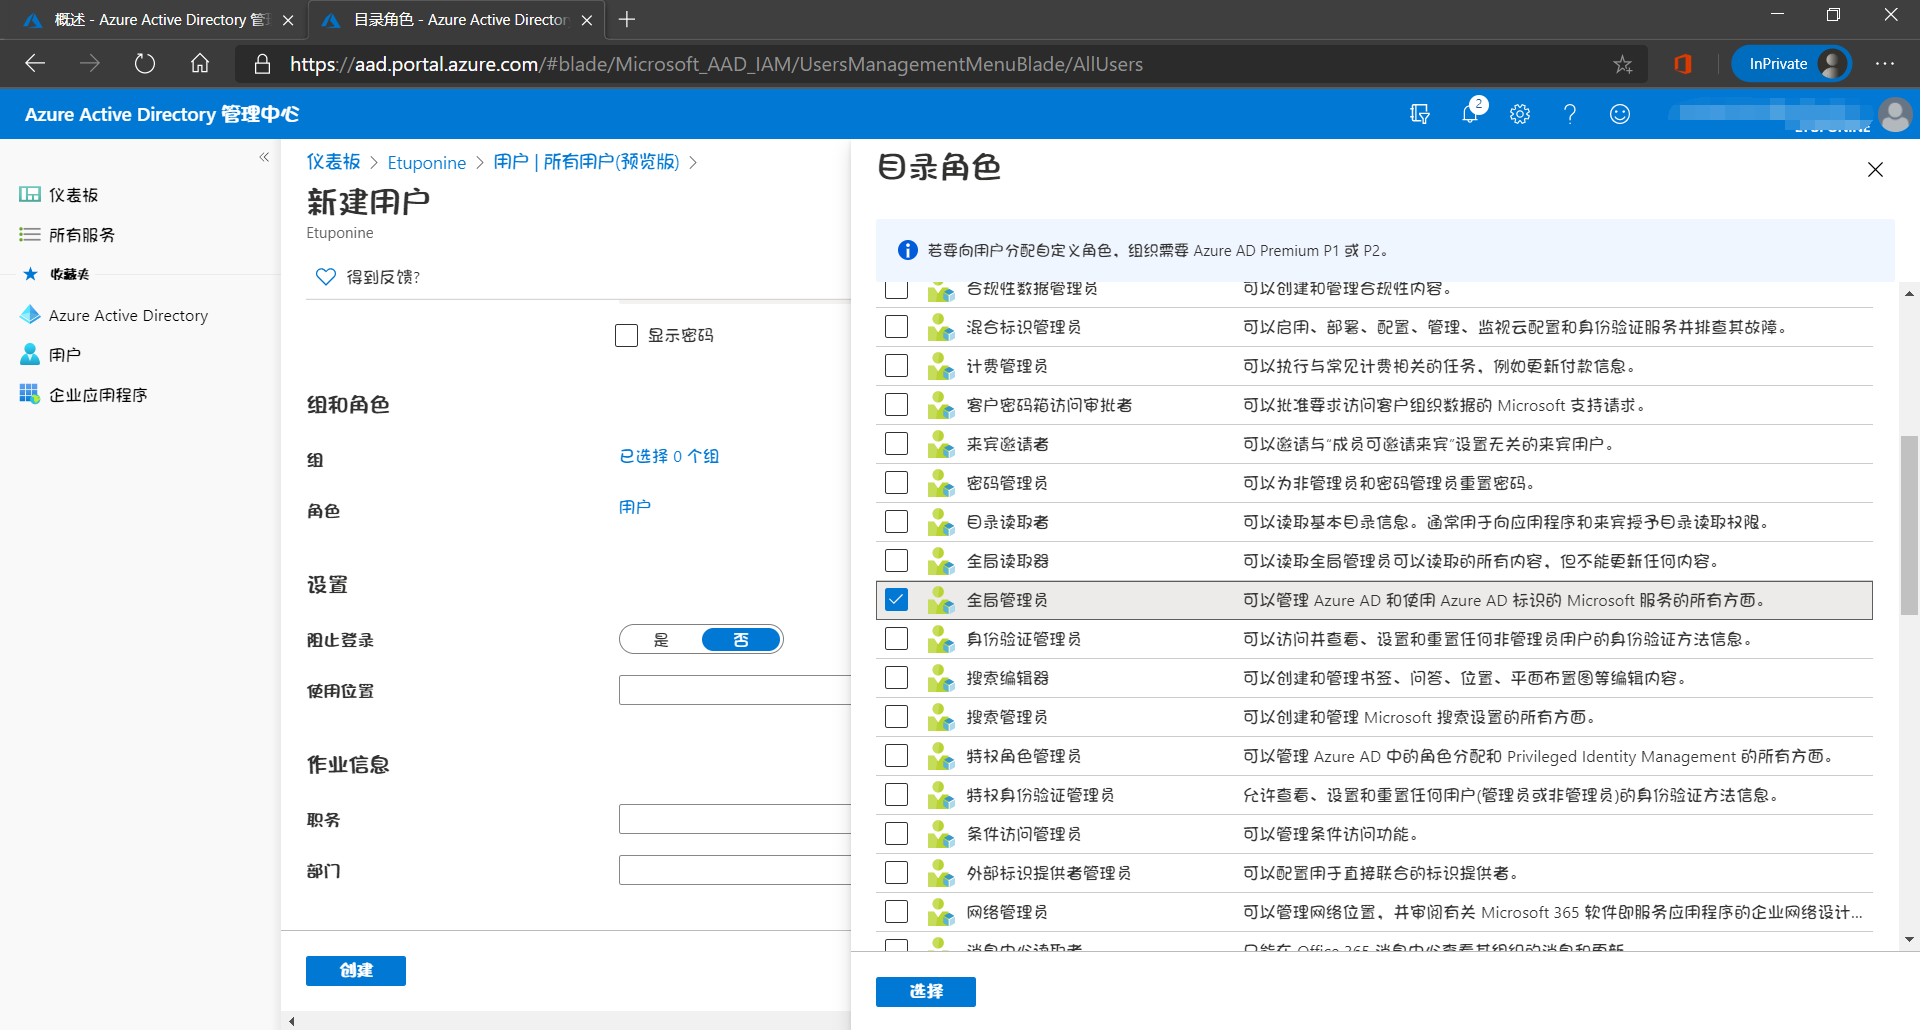 概述 - Azure Active Directory 管
目录角色 - Azure Active Director
https://aad.portal.azure.com/#blade/Microsoft_AAD_IAM/UsersManagementMenuBlade/AllUsers
InPrivate
Azure Active Directory 管理中心
2
仪表板
所有服务
收藏夹
Azure Active Directory
用户
企业应用程序
仪表板 > Etuponine > 用户 | 所有用户(预览版) >
新建用户
Etuponine
得到反馈?
显示密码
组和角色
组
已选择 0 个组
角色
用户
设置
阻止登录
是
否
使用位置
作业信息
职务
部门
创建
目录角色
若要向用户分配自定义角色，组织需要 Azure AD Premium P1 或 P2。
合规性数据管理员 可以创建和管理合规性内容。
混合标识管理员 可以启用、部署、配置、管理、监视云配置和身份验证服务并排查其故障。
计费管理员 可以执行与常见计费相关的任务，例如更新付款信息。
客户密码箱访问审批者 可以批准要求访问客户组织数据的 Microsoft 支持请求。
来宾邀请者 可以邀请与“成员可邀请来宾”设置无关的来宾用户。
密码管理员 可以为非管理员和密码管理员重置密码。
目录读取者 可以读取基本目录信息。通常用于向应用程序和来宾授予目录读取权限。
全局读取器 可以读取全局管理员可以读取的所有内容，但不能更新任何内容。
全局管理员 可以管理 Azure AD 和使用 Azure AD 标识的 Microsoft 服务的所有方面。
身份验证管理员 可以访问并查看、设置和重置任何非管理员用户的身份验证方法信息。
搜索编辑器 可以创建和管理书签、问答、位置、平面布置图等编辑内容。
搜索管理员 可以创建和管理 Microsoft 搜索设置的所有方面。
特权角色管理员 可以管理 Azure AD 中的角色分配和 Privileged Identity Management 的所有方面。
特权身份验证管理员 允许查看、设置和重置任何用户(管理员或非管理员)的身份验证方法信息。
条件访问管理员 可以管理条件访问功能。
外部标识提供者管理员 可以配置用于直接联合的标识提供者。
网络管理员 可以管理网络位置，并审阅有关 Microsoft 365 软件即服务应用程序的企业网络设计...
消息中心读取者 只能在 Office 365 消息中心查看其组织的消息和更新
选择